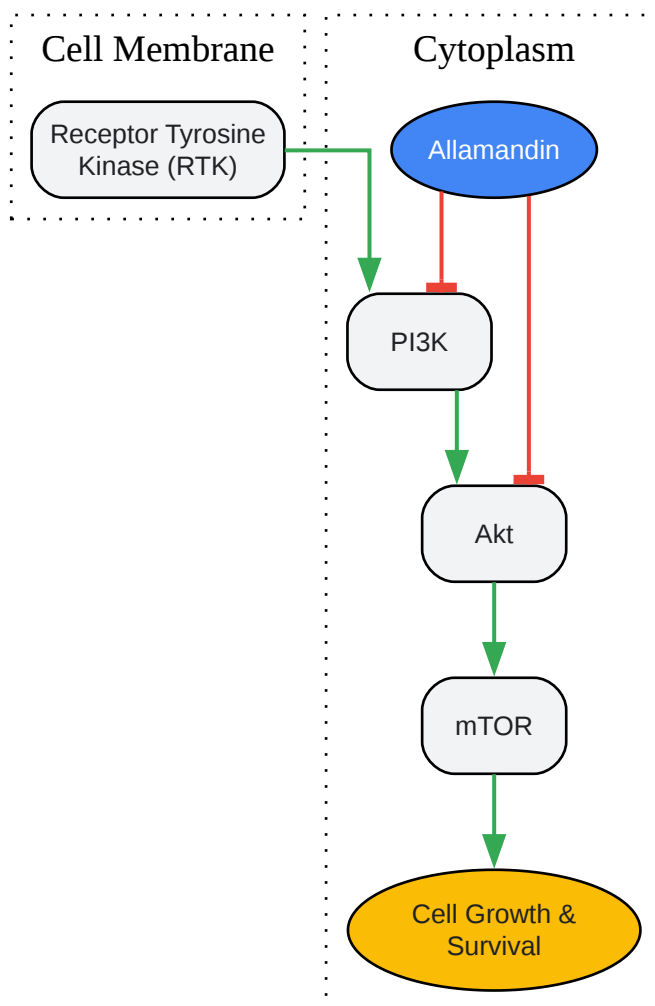 Cell Membrane
Receptor Tyrosine
Kinase (RTK)
Cytoplasm
Allamandin
PI3K
Akt
mTOR
Cell Growth &
Survival